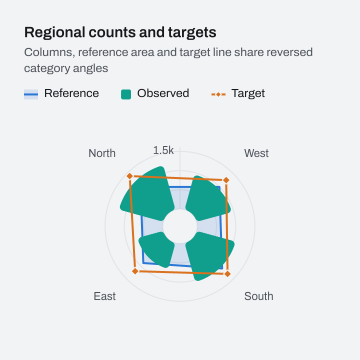 Regional counts and targets
Columns, reference area and target line share reversed
category angles
Reference Observed Target
1.5k
North West
East South